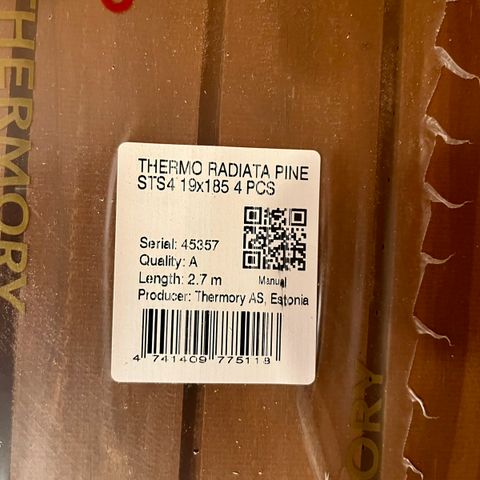 THERMORY
THERMO RADIATA PINE
STS4 19x185 4 PCS
Serial: 45357
Quality: A
Length: 2.7 m
Manual
Producer: Thermory AS, Estonia
4 741409 775118
ORY